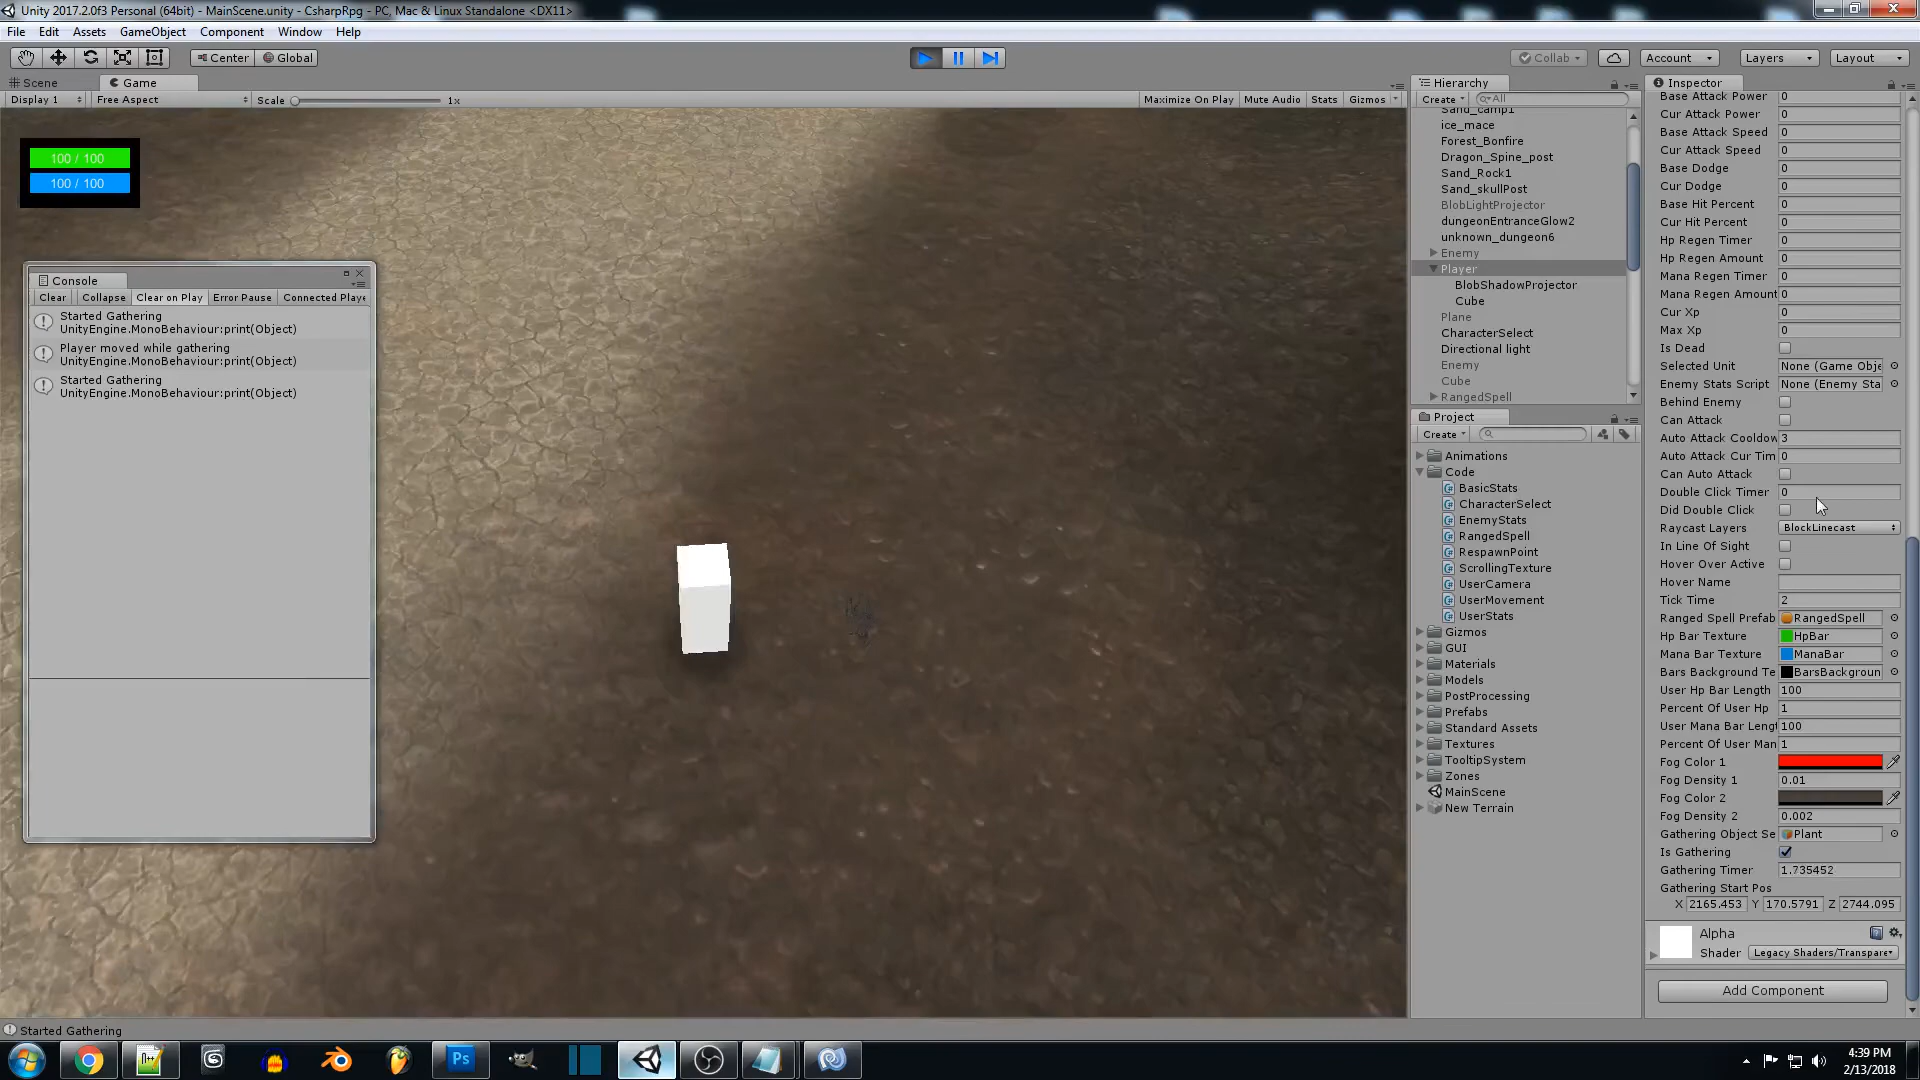 Unity 2017.2.0f3 Personal (64bit) - MainScene.unity - CsharpRpg - PC, Mac & Linux Standalone <DX11>
File Edit Assets GameObject Component Window Help
Center Global Collab Account Layers Layout
Scene Game
Display 1 Free Aspect Scale 1x Maximize On Play Mute Audio Stats Gizmos
100 / 100
100 / 100
Console
Clear Collapse Clear on Play Error Pause Connected Playe
Started Gathering
UnityEngine.MonoBehaviour:print(Object)
Player moved while gathering
UnityEngine.MonoBehaviour:print(Object)
Started Gathering
UnityEngine.MonoBehaviour:print(Object)
Hierarchy
Create All
Sand_camp1
ice_mace
Forest_Bonfire
Dragon_Spine_post
Sand_Rock1
Sand_skullPost
BlobLightProjector
dungeonEntranceGlow2
unknown_dungeon6
Enemy
Player
BlobShadowProjector
Cube
Plane
CharacterSelect
Directional light
Enemy
Cube
RangedSpell
Project
Create
Animations
Code
BasicStats
CharacterSelect
EnemyStats
RangedSpell
RespawnPoint
ScrollingTexture
UserCamera
UserMovement
UserStats
Gizmos
GUI
Materials
Models
PostProcessing
Prefabs
Standard Assets
Textures
TooltipSystem
Zones
MainScene
New Terrain
Inspector
Base Attack Power 0
Cur Attack Power 0
Base Attack Speed 0
Cur Attack Speed 0
Base Dodge 0
Cur Dodge 0
Base Hit Percent 0
Cur Hit Percent 0
Hp Regen Timer 0
Hp Regen Amount 0
Mana Regen Timer 0
Mana Regen Amount 0
Cur Xp 0
Max Xp 0
Is Dead
Selected Unit None (Game Obje
Enemy Stats Script None (Enemy Sta
Behind Enemy
Can Attack
Auto Attack Cooldow 3
Auto Attack Cur Tim 0
Can Auto Attack
Double Click Timer 0
Did Double Click
Raycast Layers BlockLinecast
In Line Of Sight
Hover Over Active
Hover Name
Tick Time 2
Ranged Spell Prefab RangedSpell
Hp Bar Texture HpBar
Mana Bar Texture ManaBar
Bars Background Te BarsBackgroun
User Hp Bar Length 100
Percent Of User Hp 1
User Mana Bar Leng 100
Percent Of User Man 1
Fog Color 1
Fog Density 1 0.01
Fog Color 2
Fog Density 2 0.002
Gathering Object Se Plant
Is Gathering
Gathering Timer 1.735452
Gathering Start Pos
X 2165.453 Y 170.5791 Z 2744.095
Alpha
Shader Legacy Shaders/Transpare
Add Component
Started Gathering
Ps
4:39 PM
2/13/2018